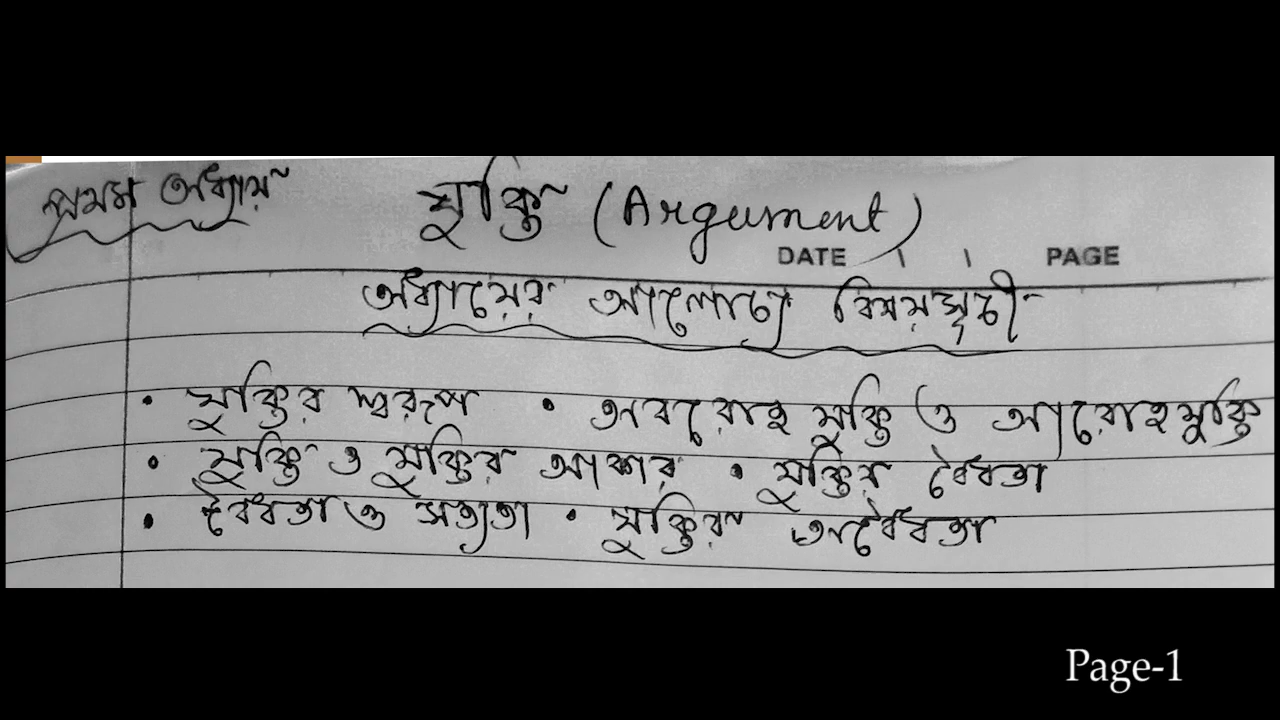 প্রথম অধ্যায় যুক্তি (Argument)
DATE PAGE
অধ্যায়ের আলোচ্য বিষয়সূচী
• যুক্তির স্বরূপ • অবরোহ যুক্তি ও আরোহ যুক্তি
• যুক্তি ও যুক্তির আকার • যুক্তির বৈধতা
• বৈধতা ও সত্যতা • যুক্তির অবৈধতা
Page-1